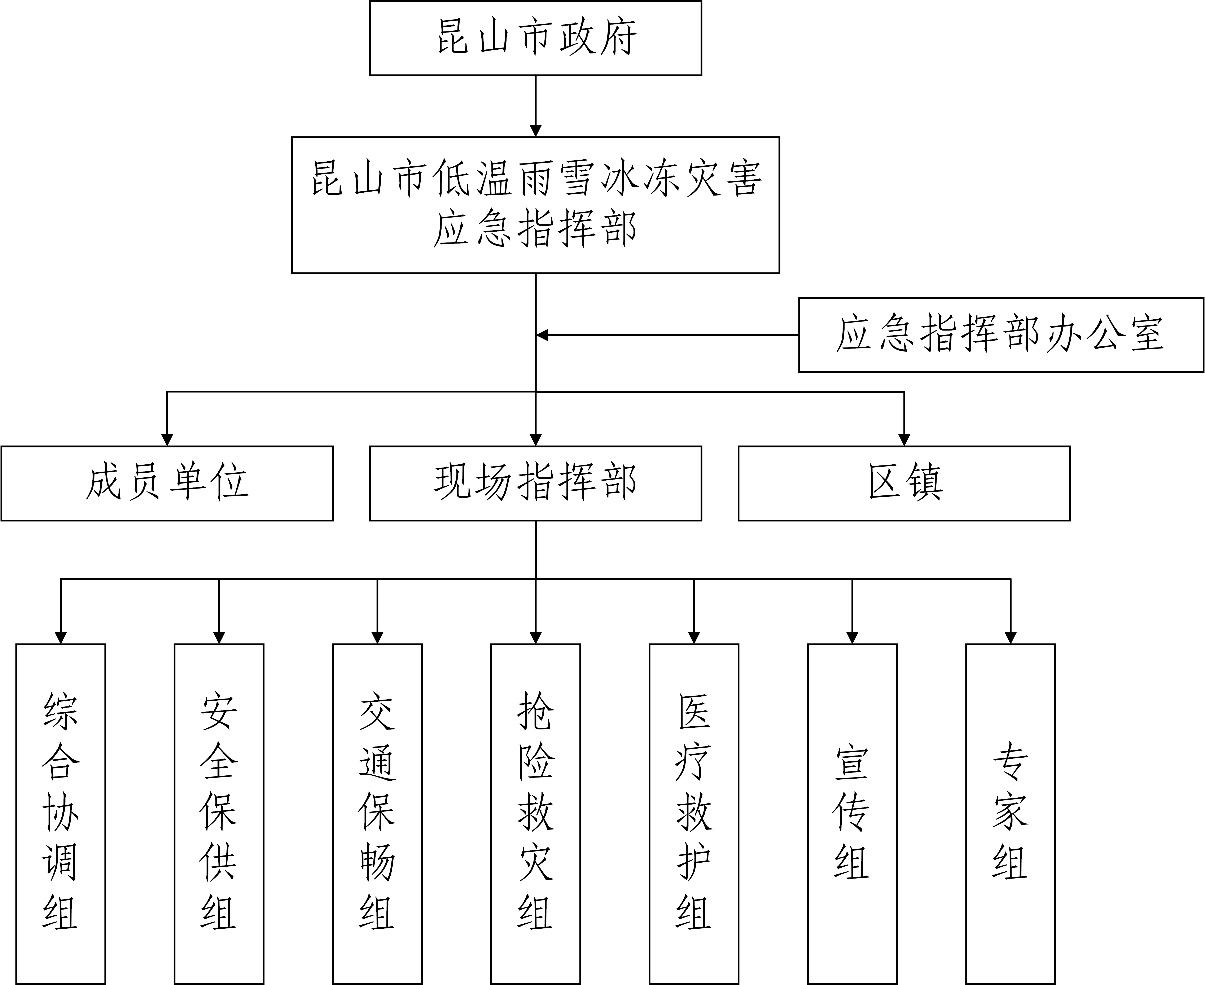 昆山市政府
昆山市低温雨雪冰冻灾害
应急指挥部
应急指挥部办公室
成员单位
现场指挥部
区镇
综合协调组
安全保供组
交通保畅组
抢险救灾组
医疗救护组
宣传组
专家组